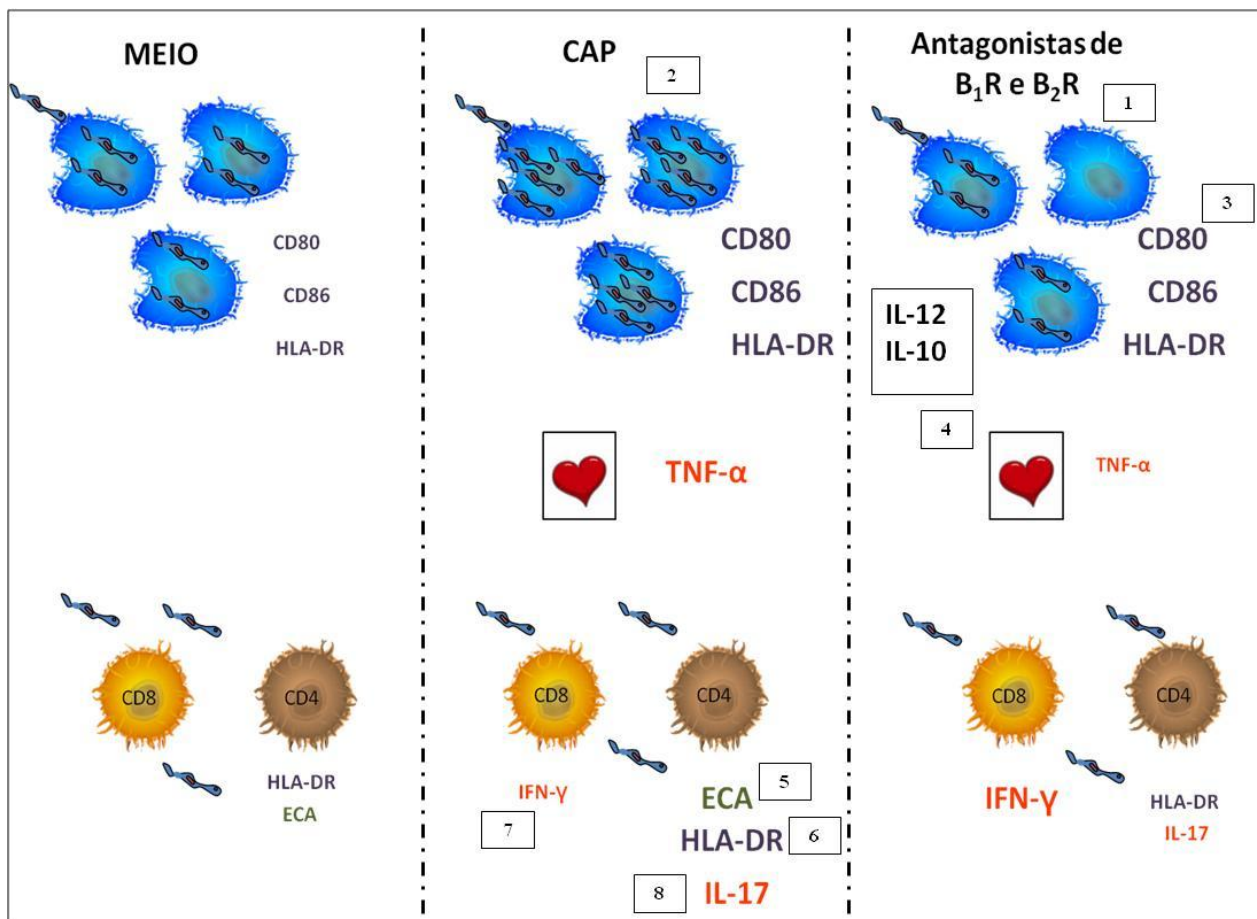 MEIO
CD80
CD86
HLA-DR
CD8
CD4
HLA-DR
ECA
CAP
2
CD80
CD86
HLA-DR
TNF-α
CD8
CD4
IFN-γ
7
ECA
5
HLA-DR
6
8
IL-17
Antagonistas de
B₁R e B₂R
1
3
CD80
CD86
HLA-DR
IL-12
IL-10
4
TNF-α
CD8
CD4
IFN-γ
HLA-DR
IL-17